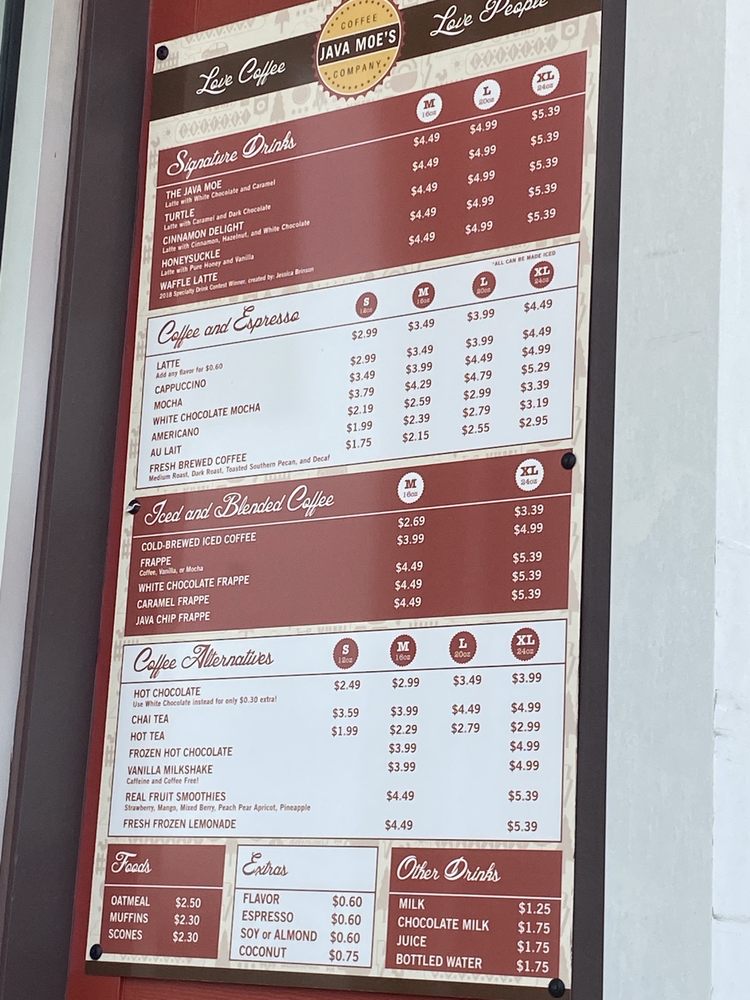 Love Coffee
COFFEE
JAVA MOE'S
COMPANY
Love People
Signature Drinks
M 16oz L 20oz XL 24oz
THE JAVA MOE $4.49 $4.99 $5.39
Latte with White Chocolate and Caramel
TURTLE $4.49 $4.99 $5.39
Latte with Caramel and Dark Chocolate
CINNAMON DELIGHT $4.49 $4.99 $5.39
Latte with Cinnamon, Hazelnut, and White Chocolate
HONEYSUCKLE $4.49 $4.99 $5.39
Latte with Pure Honey and Vanilla
WAFFLE LATTE $4.49 $4.99 $5.39
2018 Specialty Drink Contest Winner, created by: Jessica Brinson
*ALL CAN BE MADE ICED
Coffee and Espresso
S 12oz M 16oz L 20oz XL 24oz
LATTE $2.99 $3.49 $3.99 $4.49
Add any flavor for $0.60
CAPPUCCINO $2.99 $3.49 $3.99 $4.49
MOCHA $3.49 $3.99 $4.49 $4.99
WHITE CHOCOLATE MOCHA $3.79 $4.29 $4.79 $5.29
AMERICANO $2.19 $2.59 $2.99 $3.39
AU LAIT $1.99 $2.39 $2.79 $3.19
FRESH BREWED COFFEE $1.75 $2.15 $2.55 $2.95
Medium Roast, Dark Roast, Toasted Southern Pecan, and Decaf
Iced and Blended Coffee
M 16oz XL 24oz
COLD-BREWED ICED COFFEE $2.69 $3.39
FRAPPE $3.99 $4.99
Coffee, Vanilla, or Mocha
WHITE CHOCOLATE FRAPPE $4.49 $5.39
CARAMEL FRAPPE $4.49 $5.39
JAVA CHIP FRAPPE $4.49 $5.39
Coffee Alternatives
S 12oz M 16oz L 20oz XL 24oz
HOT CHOCOLATE $2.49 $2.99 $3.49 $3.99
Use White Chocolate instead for only $0.30 extra!
CHAI TEA $3.59 $3.99 $4.49 $4.99
HOT TEA $1.99 $2.29 $2.79 $2.99
FROZEN HOT CHOCOLATE $3.99 $4.99
VANILLA MILKSHAKE $3.99 $4.99
Caffeine and Coffee Free!
REAL FRUIT SMOOTHIES $4.49 $5.39
Strawberry, Mango, Mixed Berry, Peach Pear Apricot, Pineapple
FRESH FROZEN LEMONADE $4.49 $5.39
Foods
OATMEAL $2.50
MUFFINS $2.30
SCONES $2.30
Extras
FLAVOR $0.60
ESPRESSO $0.60
SOY or ALMOND $0.60
COCONUT $0.75
Other Drinks
MILK $1.25
CHOCOLATE MILK $1.75
JUICE $1.75
BOTTLED WATER $1.75